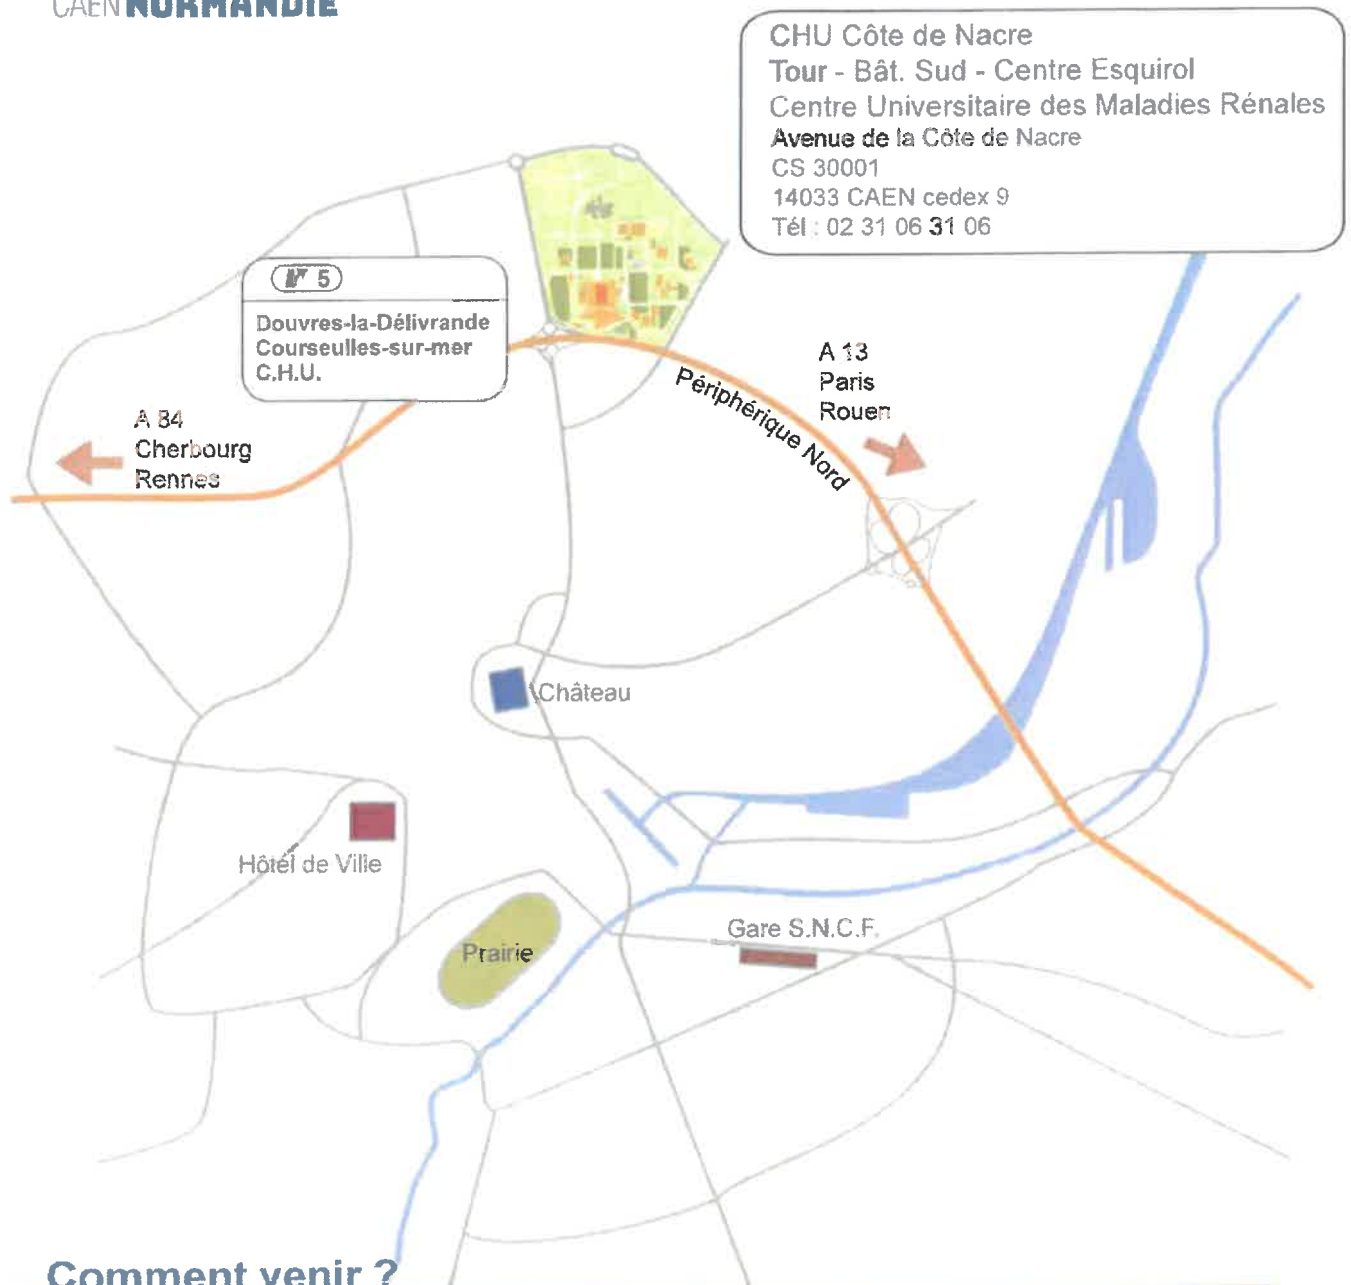 CAEN NORMANDIE
CHU Côte de Nacre
Tour - Bât. Sud - Centre Esquirol
Centre Universitaire des Maladies Rénales
Avenue de la Côte de Nacre
CS 30001
14033 CAEN cedex 9
Tél : 02 31 06 31 06
N° 5
Douvres-la-Délivrande
Courseulles-sur-mer
C.H.U.
A 84
Cherbourg
Rennes
A 13
Paris
Rouen
Périphérique Nord
Château
Hôtel de Ville
Prairie
Gare S.N.C.F.
Comment venir ?